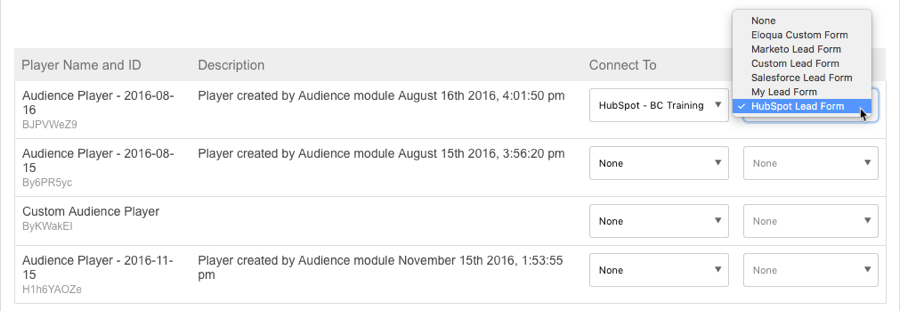 None
Eloqua Custom Form
Marketo Lead Form
Custom Lead Form
Salesforce Lead Form
My Lead Form
✓ HubSpot Lead Form
Player Name and ID Description Connect To
Audience Player - 2016-08- Player created by Audience module August 16th 2016, 4:01:50 pm HubSpot - BC Training
16
BJPVWeZ9
Audience Player - 2016-08- Player created by Audience module August 15th 2016, 3:56:20 pm None None
15
By6PR5yc
Custom Audience Player None None
ByKWakEI
Audience Player - 2016-11- Player created by Audience module November 15th 2016, 1:53:55 None None
15 pm
H1h6YAOZe